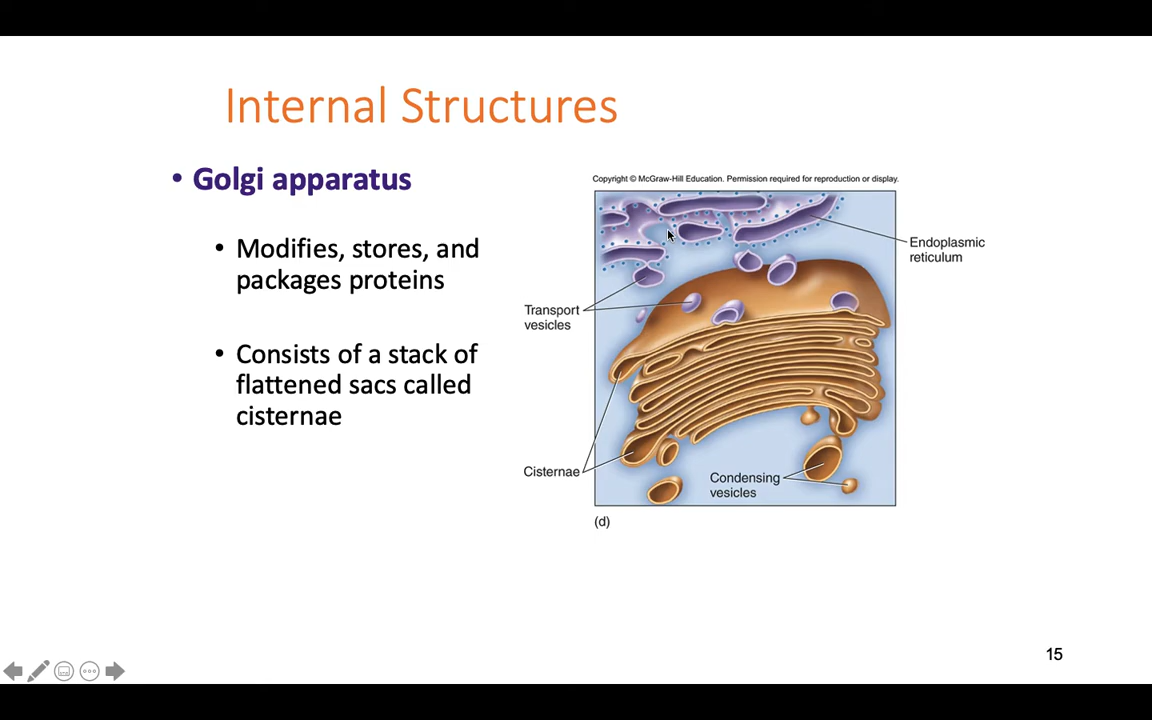 Internal Structures
• Golgi apparatus
• Modifies, stores, and
packages proteins
• Consists of a stack of
flattened sacs called
cisternae
Copyright © McGraw-Hill Education. Permission required for reproduction or display.
Endoplasmic
reticulum
Transport
vesicles
Cisternae
Condensing
vesicles
(d)
15